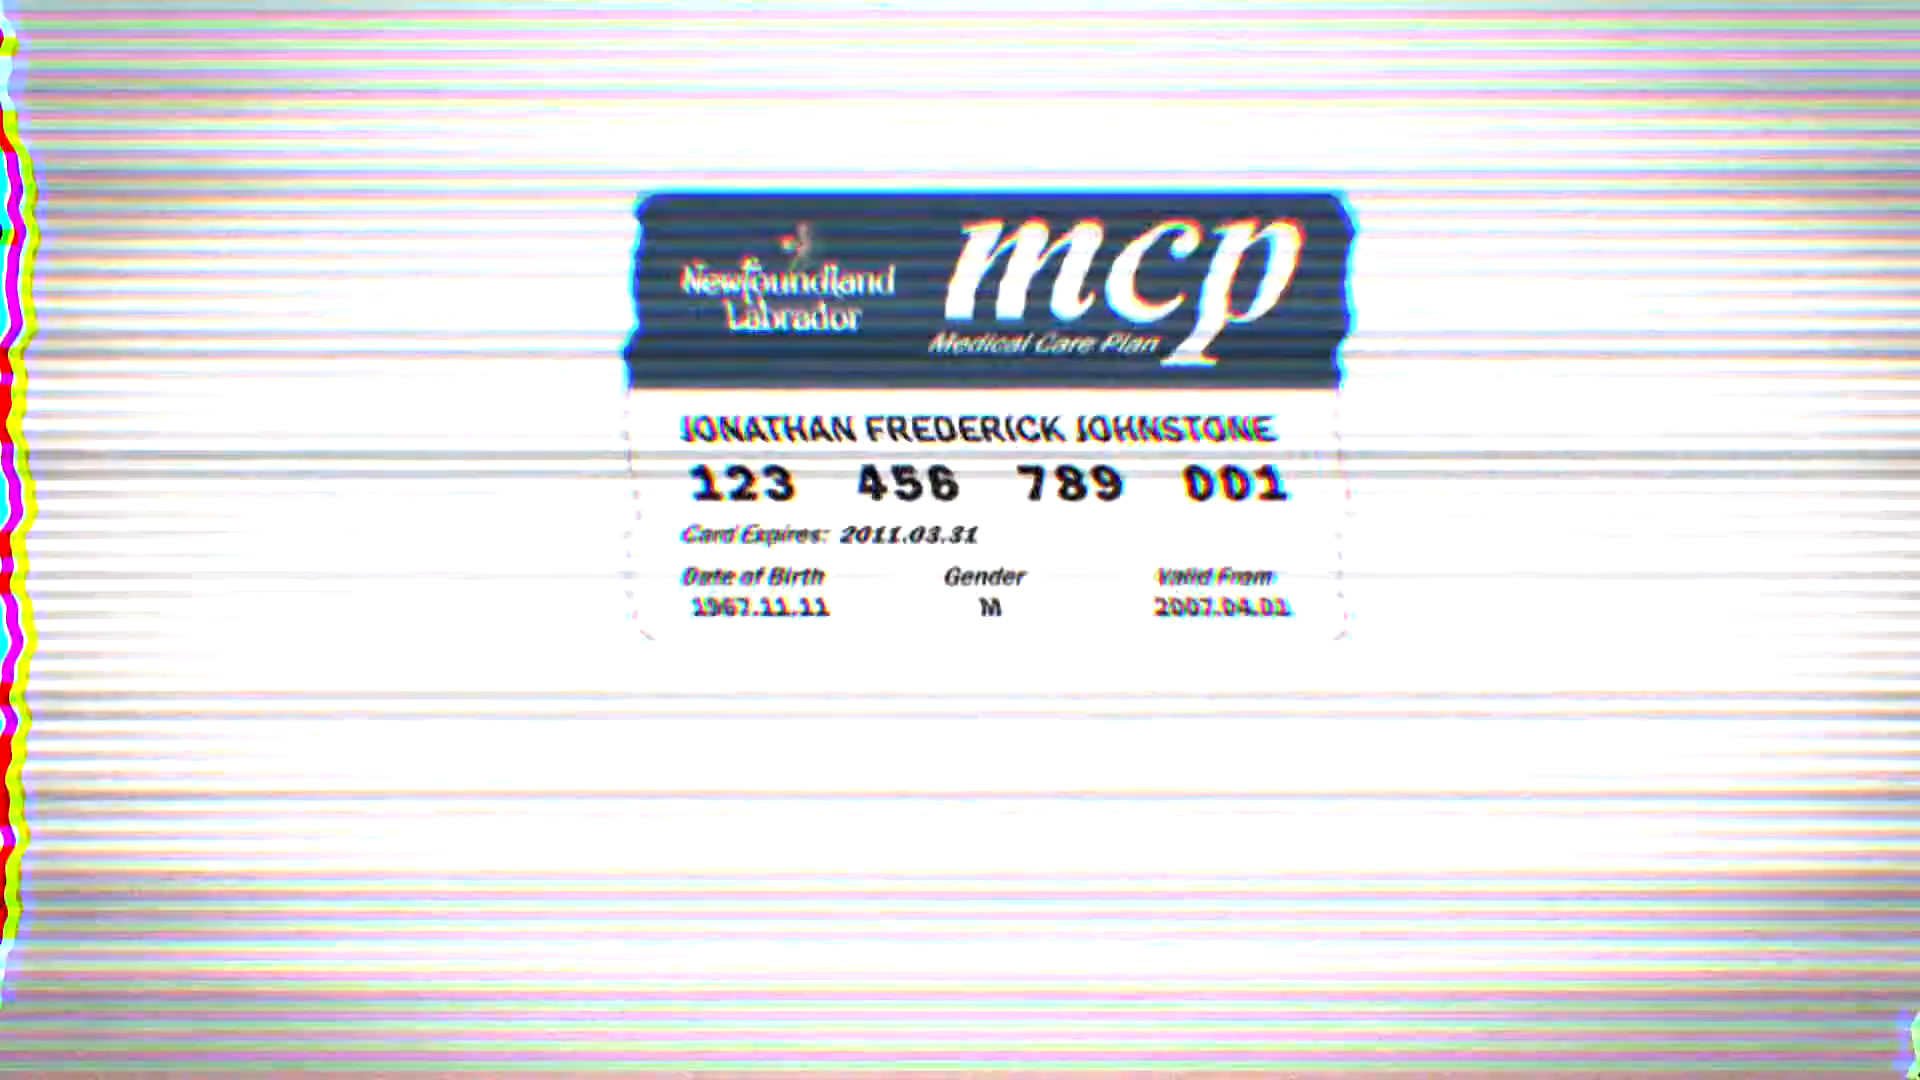 Newfoundland
Labrador
mcp
Medical Care Plan
JONATHAN FREDERICK JOHNSTONE
123 456 789 001
Card Expires: 2011.03.31
Date of Birth Gender Valid From
1967.11.11 M 2007.04.01